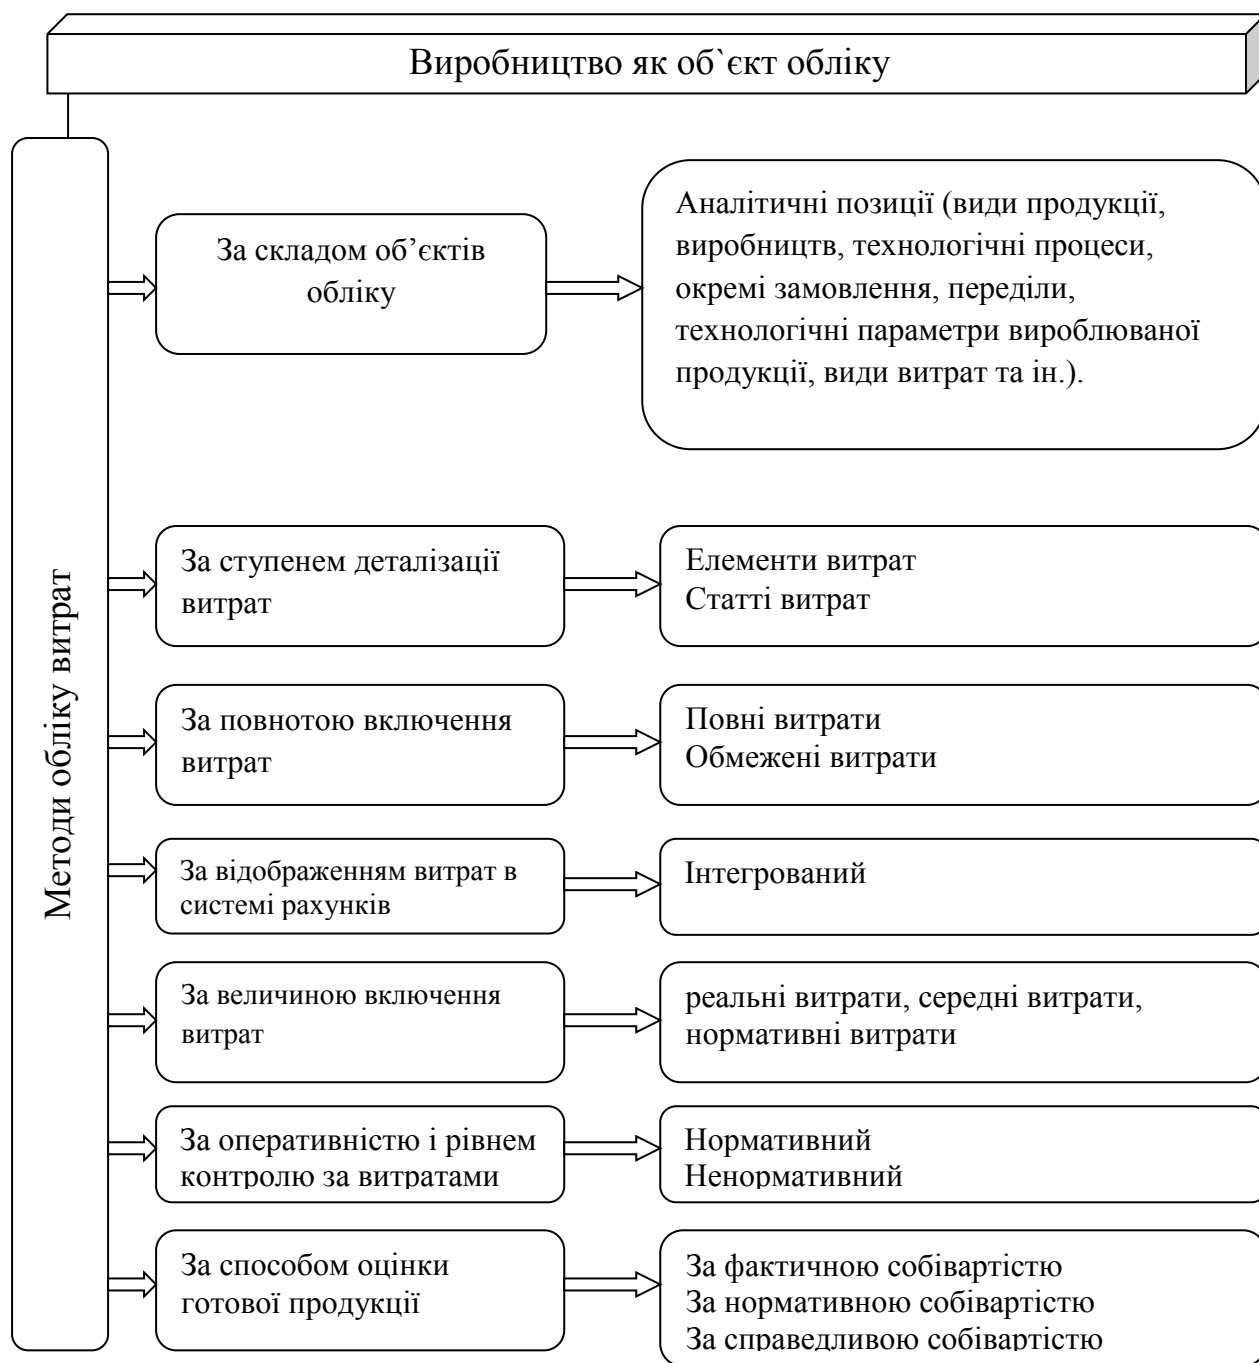 Виробництво як об`єкт обліку
Методи обліку витрат
За складом об’єктів
обліку
Аналітичні позиції (види продукції,
виробництв, технологічні процеси,
окремі замовлення, переділи,
технологічні параметри вироблюваної
продукції, види витрат та ін.).
За ступенем деталізації
витрат
Елементи витрат
Статті витрат
За повнотою включення
витрат
Повні витрати
Обмежені витрати
За відображенням витрат в
системі рахунків
Інтегрований
За величиною включення
витрат
реальні витрати, середні витрати,
нормативні витрати
За оперативністю і рівнем
контролю за витратами
Нормативний
Ненормативний
За способом оцінки
готової продукції
За фактичною собівартістю
За нормативною собівартістю
За справедливою собівартістю